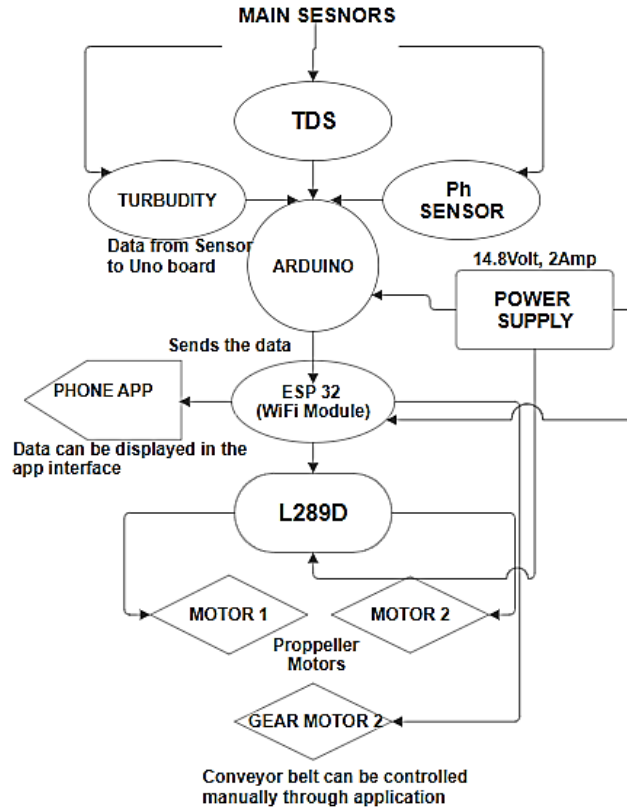 MAIN SESNORS
TDS
TURBUDITY
Ph
SENSOR
Data from Sensor
to Uno board
ARDUINO
14.8Volt, 2Amp
POWER
SUPPLY
Sends the data
PHONE APP
ESP 32
(WiFi Module)
Data can be displayed in the
app interface
L289D
MOTOR 1
MOTOR 2
Proppeller
Motors
GEAR MOTOR 2
Conveyor belt can be controlled
manually through application